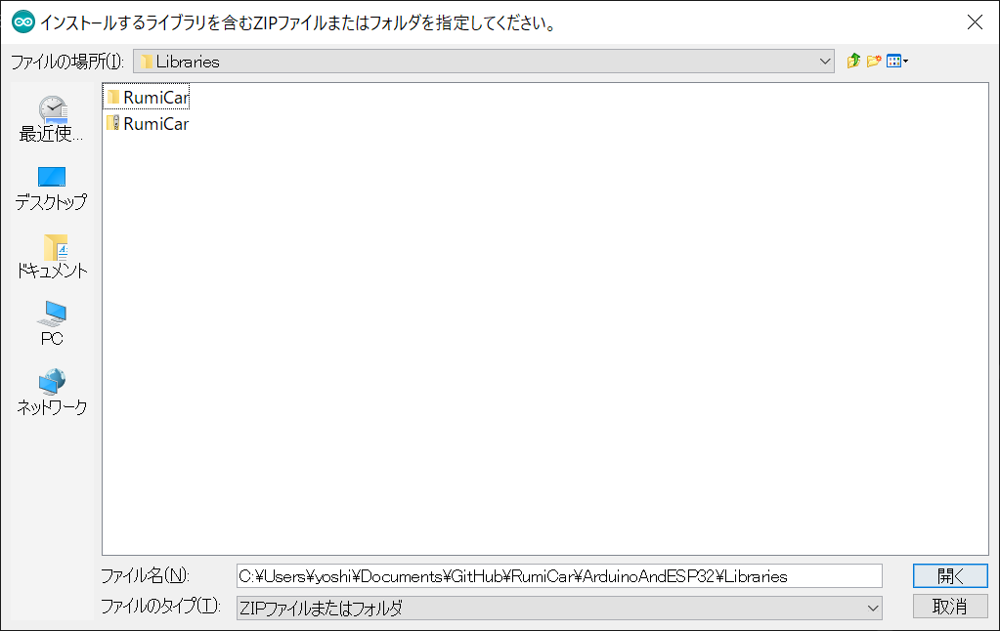 インストールするライブラリを含むZIPファイルまたはフォルダを指定してください。
ファイルの場所(I):
Libraries
最近使...
デスクトップ
ドキュメント
PC
ネットワーク
RumiCar
RumiCar
ファイル名(N):
C:¥Users¥yoshi¥Documents¥GitHub¥RumiCar¥ArduinoAndESP32¥Libraries
開く
ファイルのタイプ(T):
ZIPファイルまたはフォルダ
取消